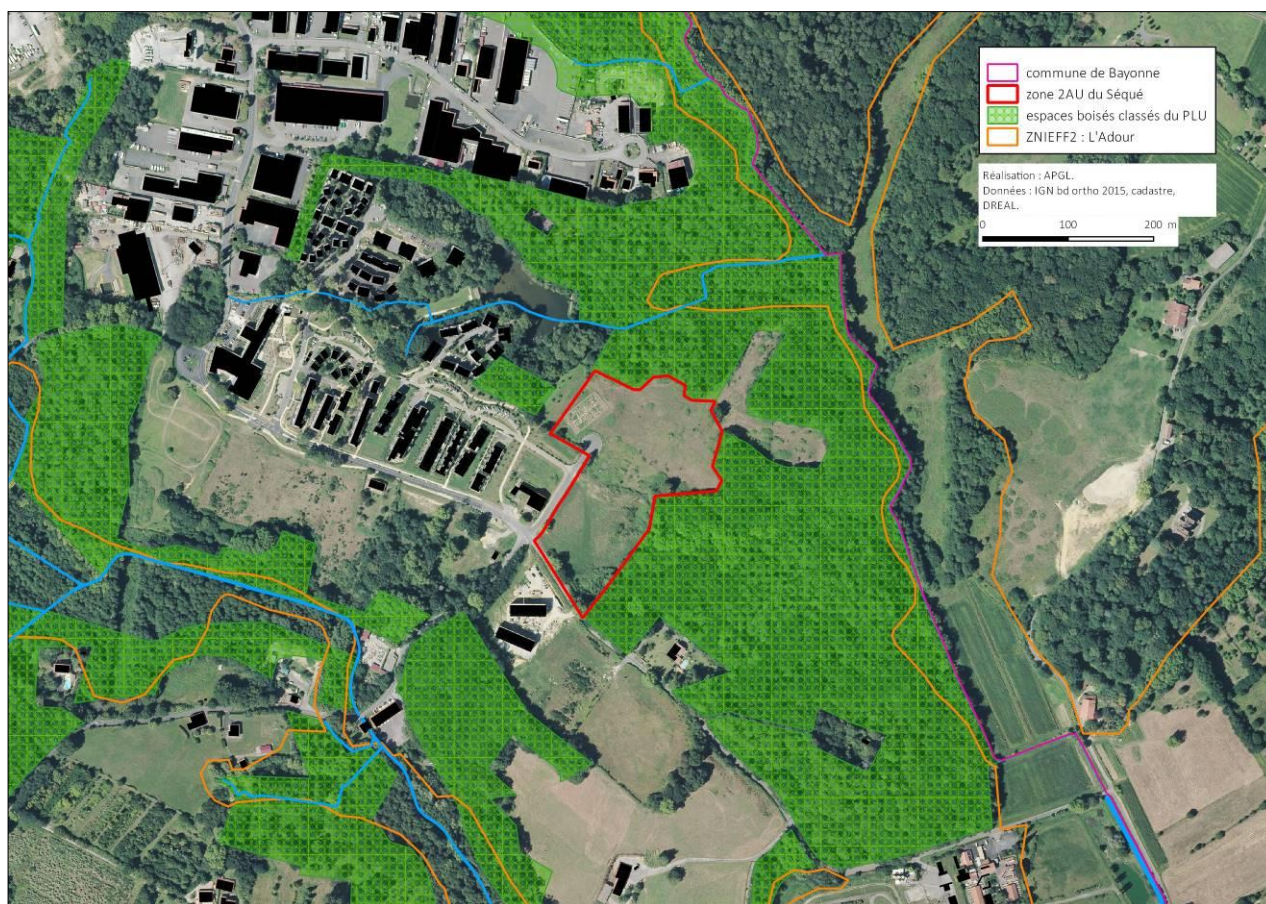 commune de Bayonne
zone 2AU du Séqué
espaces boisés classés du PLU
ZNIEFF2 : L'Adour
Réalisation : APGL.
Données : IGN bd ortho 2015, cadastre,
DREAL.
0 100 200 m